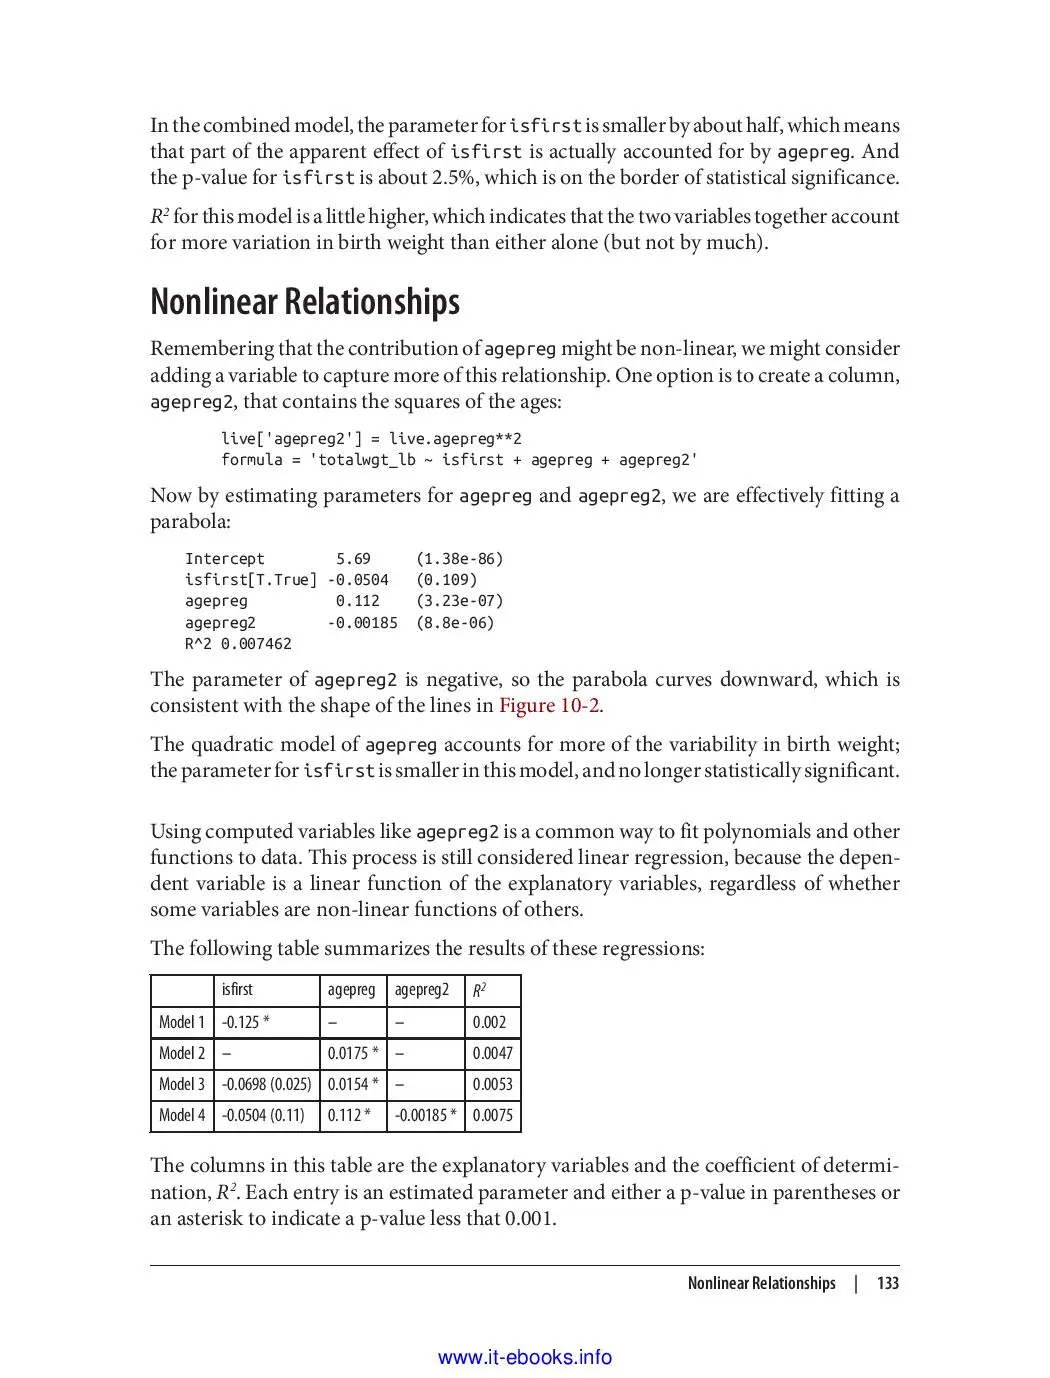 In the combined model, the parameter for isfirst is smaller by about half, which means
that part of the apparent effect of isfirst is actually accounted for by agepreg. And
the p-value for isfirst is about 2.5%, which is on the border of statistical significance.
R² for this model is a little higher, which indicates that the two variables together account
for more variation in birth weight than either alone (but not by much).
Nonlinear Relationships
Remembering that the contribution of agepreg might be non-linear, we might consider
adding a variable to capture more of this relationship. One option is to create a column,
agepreg2, that contains the squares of the ages:
live['agepreg2'] = live.agepreg**2
formula = 'totalwgt_lb ~ isfirst + agepreg + agepreg2'
Now by estimating parameters for agepreg and agepreg2, we are effectively fitting a
parabola:
Intercept 5.69 (1.38e-86)
isfirst[T.True] -0.0504 (0.109)
agepreg 0.112 (3.23e-07)
agepreg2 -0.00185 (8.8e-06)
R^2 0.007462
The parameter of agepreg2 is negative, so the parabola curves downward, which is
consistent with the shape of the lines in Figure 10-2.
The quadratic model of agepreg accounts for more of the variability in birth weight;
the parameter for isfirst is smaller in this model, and no longer statistically significant.
Using computed variables like agepreg2 is a common way to fit polynomials and other
functions to data. This process is still considered linear regression, because the depen-
dent variable is a linear function of the explanatory variables, regardless of whether
some variables are non-linear functions of others.
The following table summarizes the results of these regressions:
isfirst agepreg agepreg2 R²
Model 1 -0.125 * – – 0.002
Model 2 – 0.0175 * – 0.0047
Model 3 -0.0698 (0.025) 0.0154 * – 0.0053
Model 4 -0.0504 (0.11) 0.112 * -0.00185 * 0.0075
The columns in this table are the explanatory variables and the coefficient of determi-
nation, R². Each entry is an estimated parameter and either a p-value in parentheses or
an asterisk to indicate a p-value less that 0.001.
Nonlinear Relationships | 133
www.it-ebooks.info